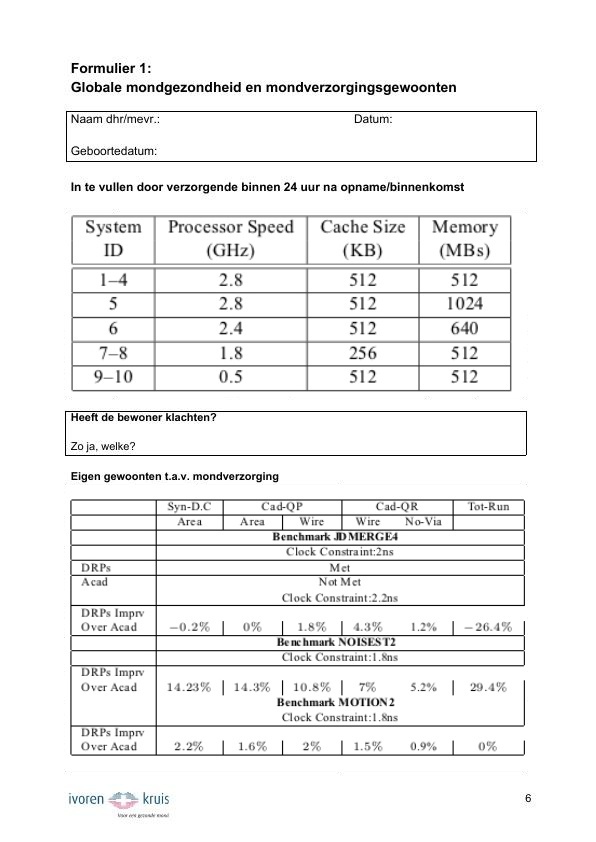 Formulier 1:
Globale mondgezondheid en mondverzorgingsgewoonten
Naam dhr/mevr.: Datum:
Geboortedatum:
In te vullen door verzorgende binnen 24 uur na opname/binnenkomst
System Processor Speed Cache Size Memory
ID (GHz) (KB) (MBs)
1–4 2.8 512 512
5 2.8 512 1024
6 2.4 512 640
7–8 1.8 256 512
9–10 0.5 512 512
Heeft de bewoner klachten?
Zo ja, welke?
Eigen gewoonten t.a.v. mondverzorging
Syn-D.C Cad-QP Cad-QR Tot-Run
Area Area Wire Wire No-Via
Benchmark JDMERGE4
Clock Constraint:2ns
DRPs Met
Acad Not Met
Clock Constraint:2.2ns
DRPs Imprv
Over Acad −0.2% 0% 1.8% 4.3% 1.2% −26.4%
Benchmark NOISEST2
Clock Constraint:1.8ns
DRPs Imprv
Over Acad 14.23% 14.3% 10.8% 7% 5.2% 29.4%
Benchmark MOTION2
Clock Constraint:1.8ns
DRPs Imprv
Over Acad 2.2% 1.6% 2% 1.5% 0.9% 0%
ivoren kruis
Voor een gezonde mond
6